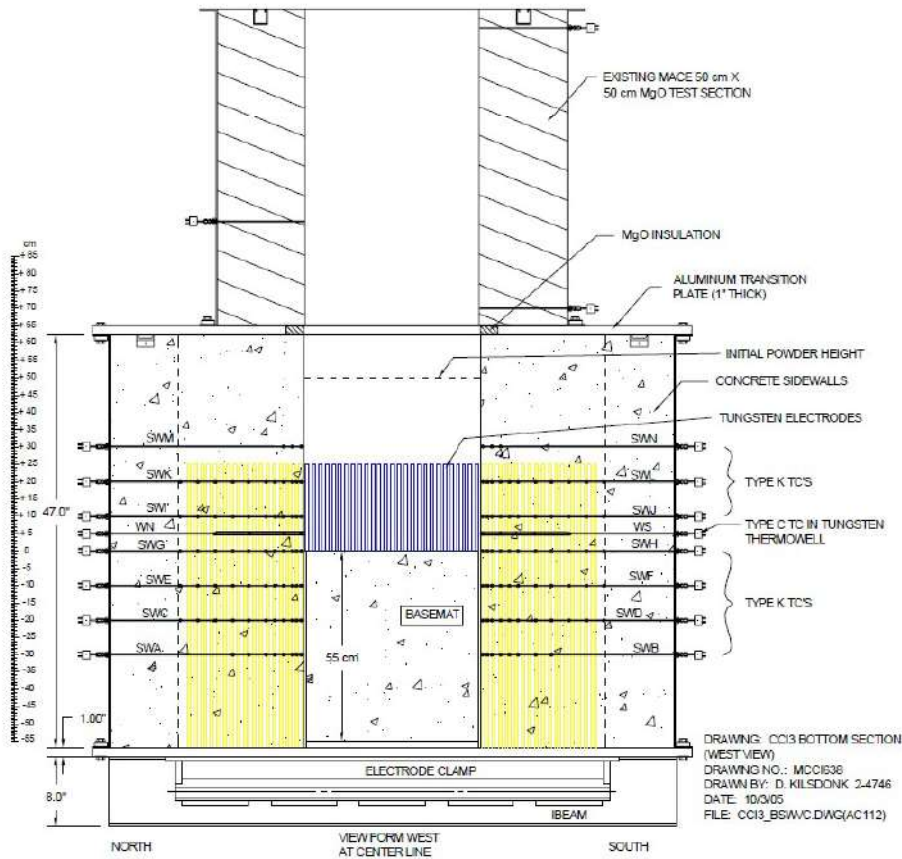 EXISTING MACE 50 cm X
50 cm MgO TEST SECTION
MgO INSULATION
ALUMINUM TRANSITION
PLATE (1" THICK)
INITIAL POWDER HEIGHT
CONCRETE SIDEWALLS
TUNGSTEN ELECTRODES
cm
+85
+80
+75
+70
+65
+60
+55
+50
+45
+40
+35
+30
+25
+20
+15
+10
+5
0
-5
-10
-15
-20
-25
-30
-35
-40
-45
-50
-55
47.0"
1.00"
8.0"
SWM
SWN
SWK
SWL
SWI
SWJ
WN
WS
SWG
SWH
SWE
SWF
SWC
SWD
SWA
SWB
TYPE K TC'S
TYPE C TC IN TUNGSTEN
THERMOWELL
TYPE K TC'S
BASEMAT
55 cm
ELECTRODE CLAMP
IBEAM
NORTH
VIEW FORM WEST
AT CENTER LINE
SOUTH
DRAWING: CCI3 BOTTOM SECTION
(WEST VIEW)
DRAWING NO.: MCCI636
DRAWN BY: D. KILSDONK 2-4746
DATE: 10/3/05
FILE: CCI3_BSWVC.DWG(AC112)